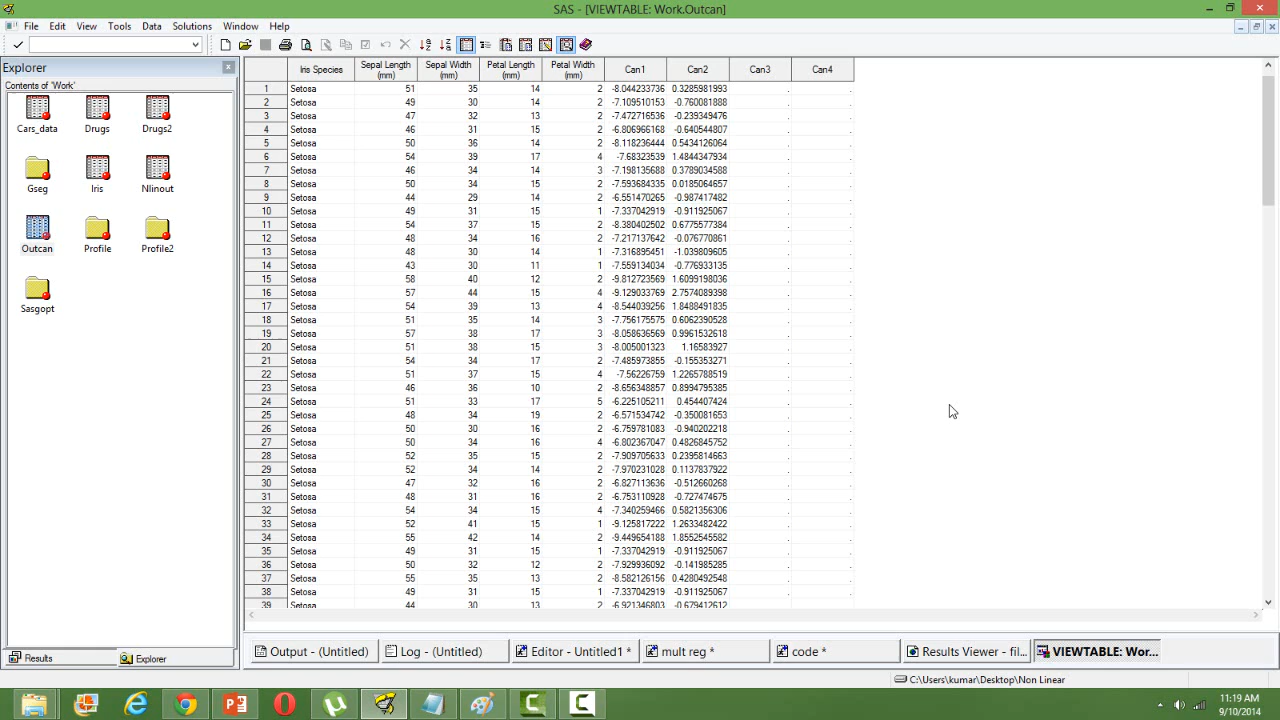 SAS - [VIEWTABLE: Work.Outcan]
File Edit View Tools Data Solutions Window Help
Explorer
Contents of 'Work'
Cars_data Drugs Drugs2
Gseg Iris Nlinout
Outcan Profile Profile2
Sasgopt
Iris Species Sepal Length (mm) Sepal Width (mm) Petal Length (mm) Petal Width (mm) Can1 Can2 Can3 Can4
1 Setosa 51 35 14 2 -8.044233736 0.3285981993 . .
2 Setosa 49 30 14 2 -7.109510153 -0.760081888 . .
3 Setosa 47 32 13 2 -7.472716536 -0.239349476 . .
4 Setosa 46 31 15 2 -6.806966168 -0.640544807 . .
5 Setosa 50 36 14 2 -8.118236444 0.5434126064 . .
6 Setosa 54 39 17 4 -7.68323539 1.4844347934 . .
7 Setosa 46 34 14 3 -7.198135688 0.3789034588 . .
8 Setosa 50 34 15 2 -7.593684335 0.0185064657 . .
9 Setosa 44 29 14 2 -6.551470265 -0.987417482 . .
10 Setosa 49 31 15 1 -7.337042919 -0.911925067 . .
11 Setosa 54 37 15 2 -8.380402502 0.6775577384 . .
12 Setosa 48 34 16 2 -7.217137642 -0.076770861 . .
13 Setosa 48 30 14 1 -7.316895451 -1.039809605 . .
14 Setosa 43 30 11 1 -7.559134034 -0.776933135 . .
15 Setosa 58 40 12 2 -9.812723569 1.6099198036 . .
16 Setosa 57 44 15 4 -9.129033769 2.7574089398 . .
17 Setosa 54 39 13 4 -8.544039256 1.8488491835 . .
18 Setosa 51 35 14 3 -7.756175575 0.6062390528 . .
19 Setosa 57 38 17 3 -8.058636569 0.9961532618 . .
20 Setosa 51 38 15 3 -8.005001323 1.16583927 . .
21 Setosa 54 34 17 2 -7.485973855 -0.155353271 . .
22 Setosa 51 37 15 4 -7.56226759 1.2265788519 . .
23 Setosa 46 36 10 2 -8.656348857 0.8994795385 . .
24 Setosa 51 33 17 5 -6.225105211 0.454407424 . .
25 Setosa 48 34 19 2 -6.571534742 -0.350081653 . .
26 Setosa 50 30 16 2 -6.759781083 -0.940202218 . .
27 Setosa 50 34 16 4 -6.802367047 0.4826845752 . .
28 Setosa 52 35 15 2 -7.909705633 0.2395814663 . .
29 Setosa 52 34 14 2 -7.970231028 0.1137837922 . .
30 Setosa 47 32 16 2 -6.827113636 -0.512660268 . .
31 Setosa 48 31 16 2 -6.753110928 -0.727474675 . .
32 Setosa 54 34 15 4 -7.340259466 0.5821356306 . .
33 Setosa 52 41 15 1 -9.125817222 1.2633482422 . .
34 Setosa 55 42 14 2 -9.449654188 1.8552545582 . .
35 Setosa 49 31 15 1 -7.337042919 -0.911925067 . .
36 Setosa 50 32 12 2 -7.929936092 -0.141985285 . .
37 Setosa 55 35 13 2 -8.582126156 0.4280492548 . .
38 Setosa 49 31 15 1 -7.337042919 -0.911925067 . .
39 Setosa 44 30 13 2 -6.921346803 -0.679412612 . .
Results Explorer
Output - (Untitled) Log - (Untitled) Editor - Untitled1 * mult reg * code * Results Viewer - fil... VIEWTABLE: Wor...
C:\Users\kumar\Desktop\Non Linear
11:19 AM
9/10/2014